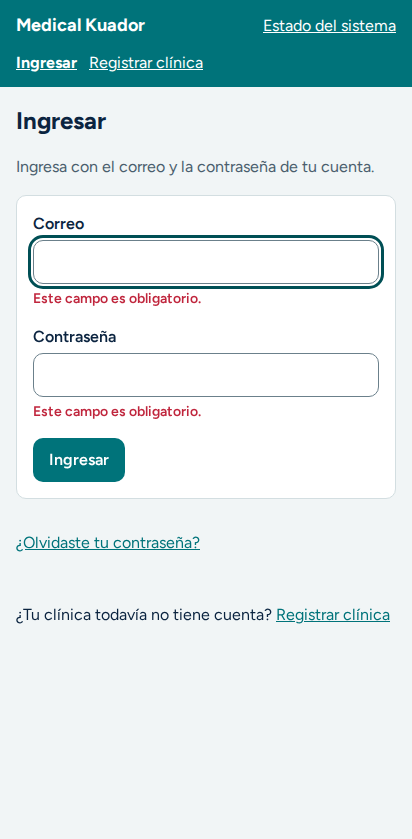 Medical Kuador
Estado del sistema
Ingresar
Registrar clínica
Ingresar
Ingresa con el correo y la contraseña de tu cuenta.
Correo
Este campo es obligatorio.
Contraseña
Este campo es obligatorio.
Ingresar
¿Olvidaste tu contraseña?
¿Tu clínica todavía no tiene cuenta? Registrar clínica